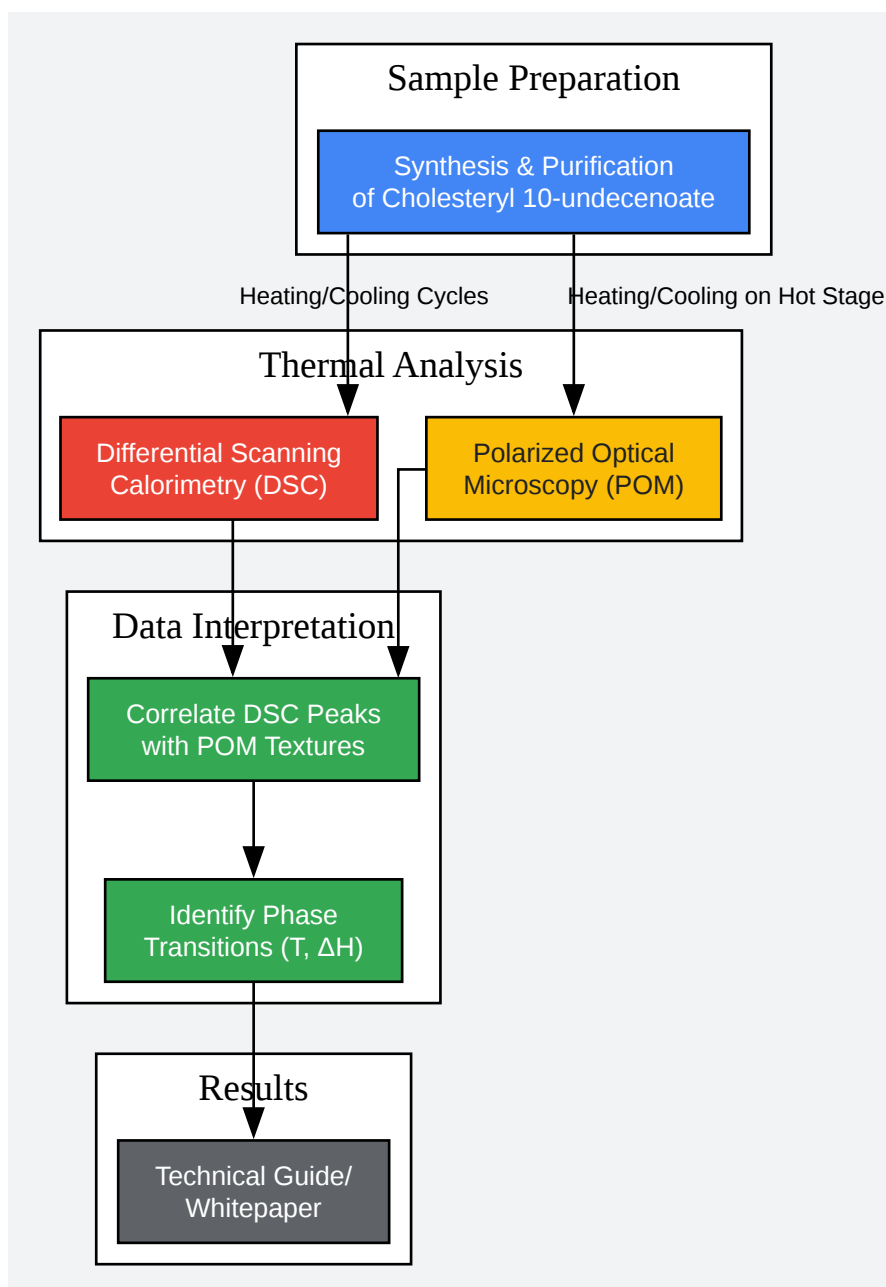 Sample Preparation
Synthesis & Purification
of Cholesteryl 10-undecenoate
Heating/Cooling Cycles
Heating/Cooling on Hot Stage
Thermal Analysis
Differential Scanning
Calorimetry (DSC)
Polarized Optical
Microscopy (POM)
Data Interpretation
Correlate DSC Peaks
with POM Textures
Identify Phase
Transitions (T, ΔH)
Results
Technical Guide/
Whitepaper